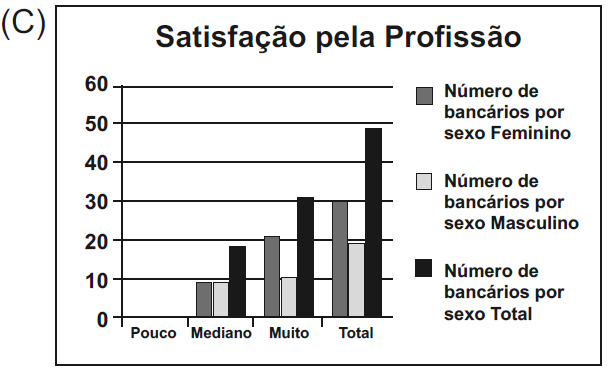 (C)
Satisfação pela Profissão
60
50
40
30
20
10
0
Pouco Mediano Muito Total
Número de
bancários por
sexo Feminino
Número de
bancários por
sexo Masculino
Número de
bancários por
sexo Total